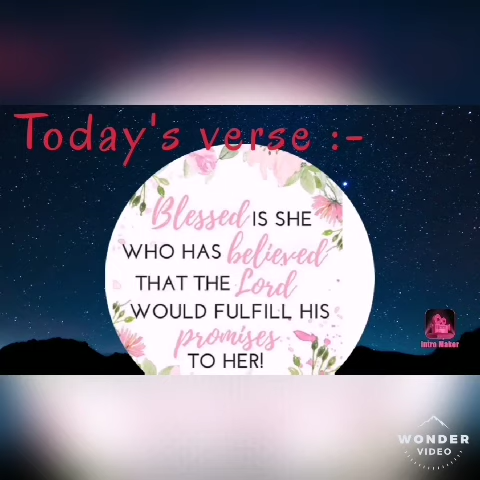 Today's verse :-
Blessed IS SHE
WHO HAS believed
THAT THE Lord
WOULD FULFILL HIS
promises
TO HER!
Intro Maker
WONDER
VIDEO